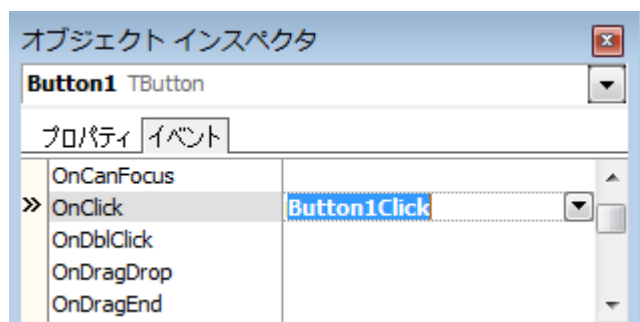 オブジェクト インスペクタ
Button1 TButton
プロパティ イベント
OnCanFocus
» OnClick Button1Click
OnDblClick
OnDragDrop
OnDragEnd